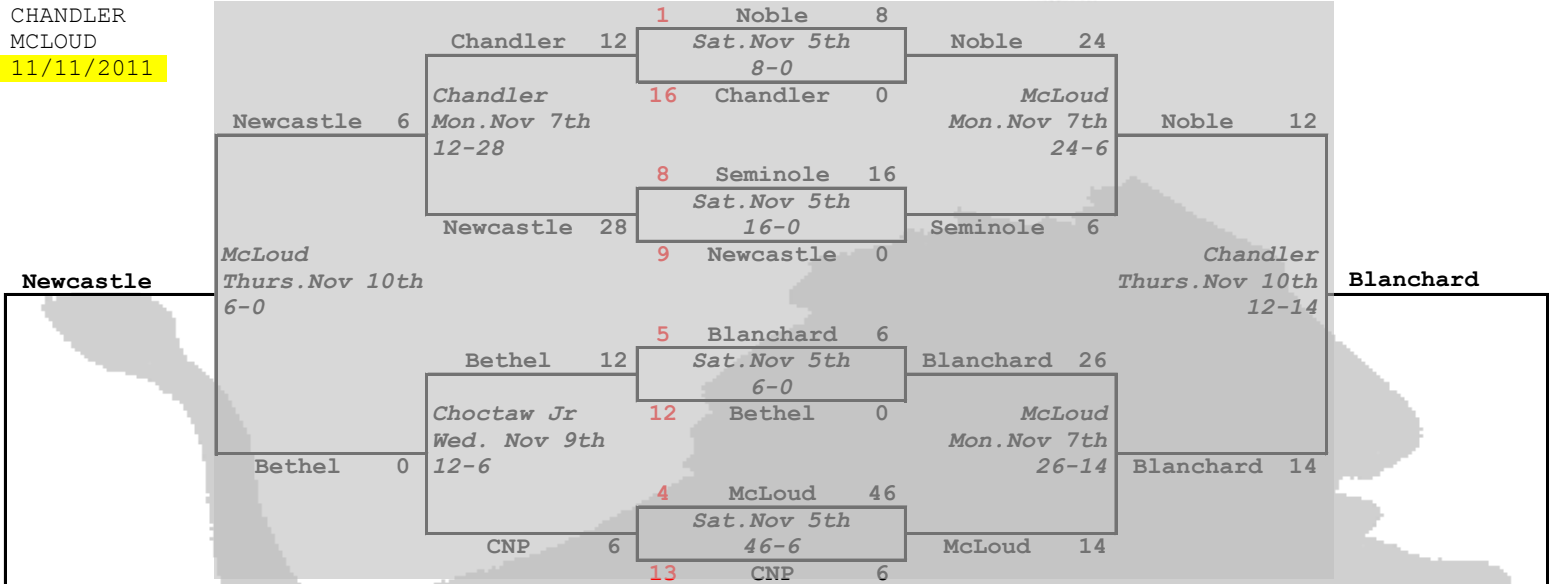 CHANDLER
MCLOUD
11/11/2011
1 Noble 8
Chandler 12 Sat.Nov 5th Noble 24
8-0
Chandler 16 Chandler 0 McLoud
Newcastle 6 Mon.Nov 7th Mon.Nov 7th Noble 12
12-28 24-6
8 Seminole 16
Sat.Nov 5th
Newcastle 28 16-0 Seminole 6
McLoud 9 Newcastle 0 Chandler
Newcastle Thurs.Nov 10th Thurs.Nov 10th Blanchard
6-0 12-14
5 Blanchard 6
Bethel 12 Sat.Nov 5th Blanchard 26
6-0
Choctaw Jr 12 Bethel 0 McLoud
Wed. Nov 9th Mon.Nov 7th
Bethel 0 12-6 26-14 Blanchard 14
4 McLoud 46
Sat.Nov 5th
CNP 6 46-6 McLoud 14
13 CNP 6